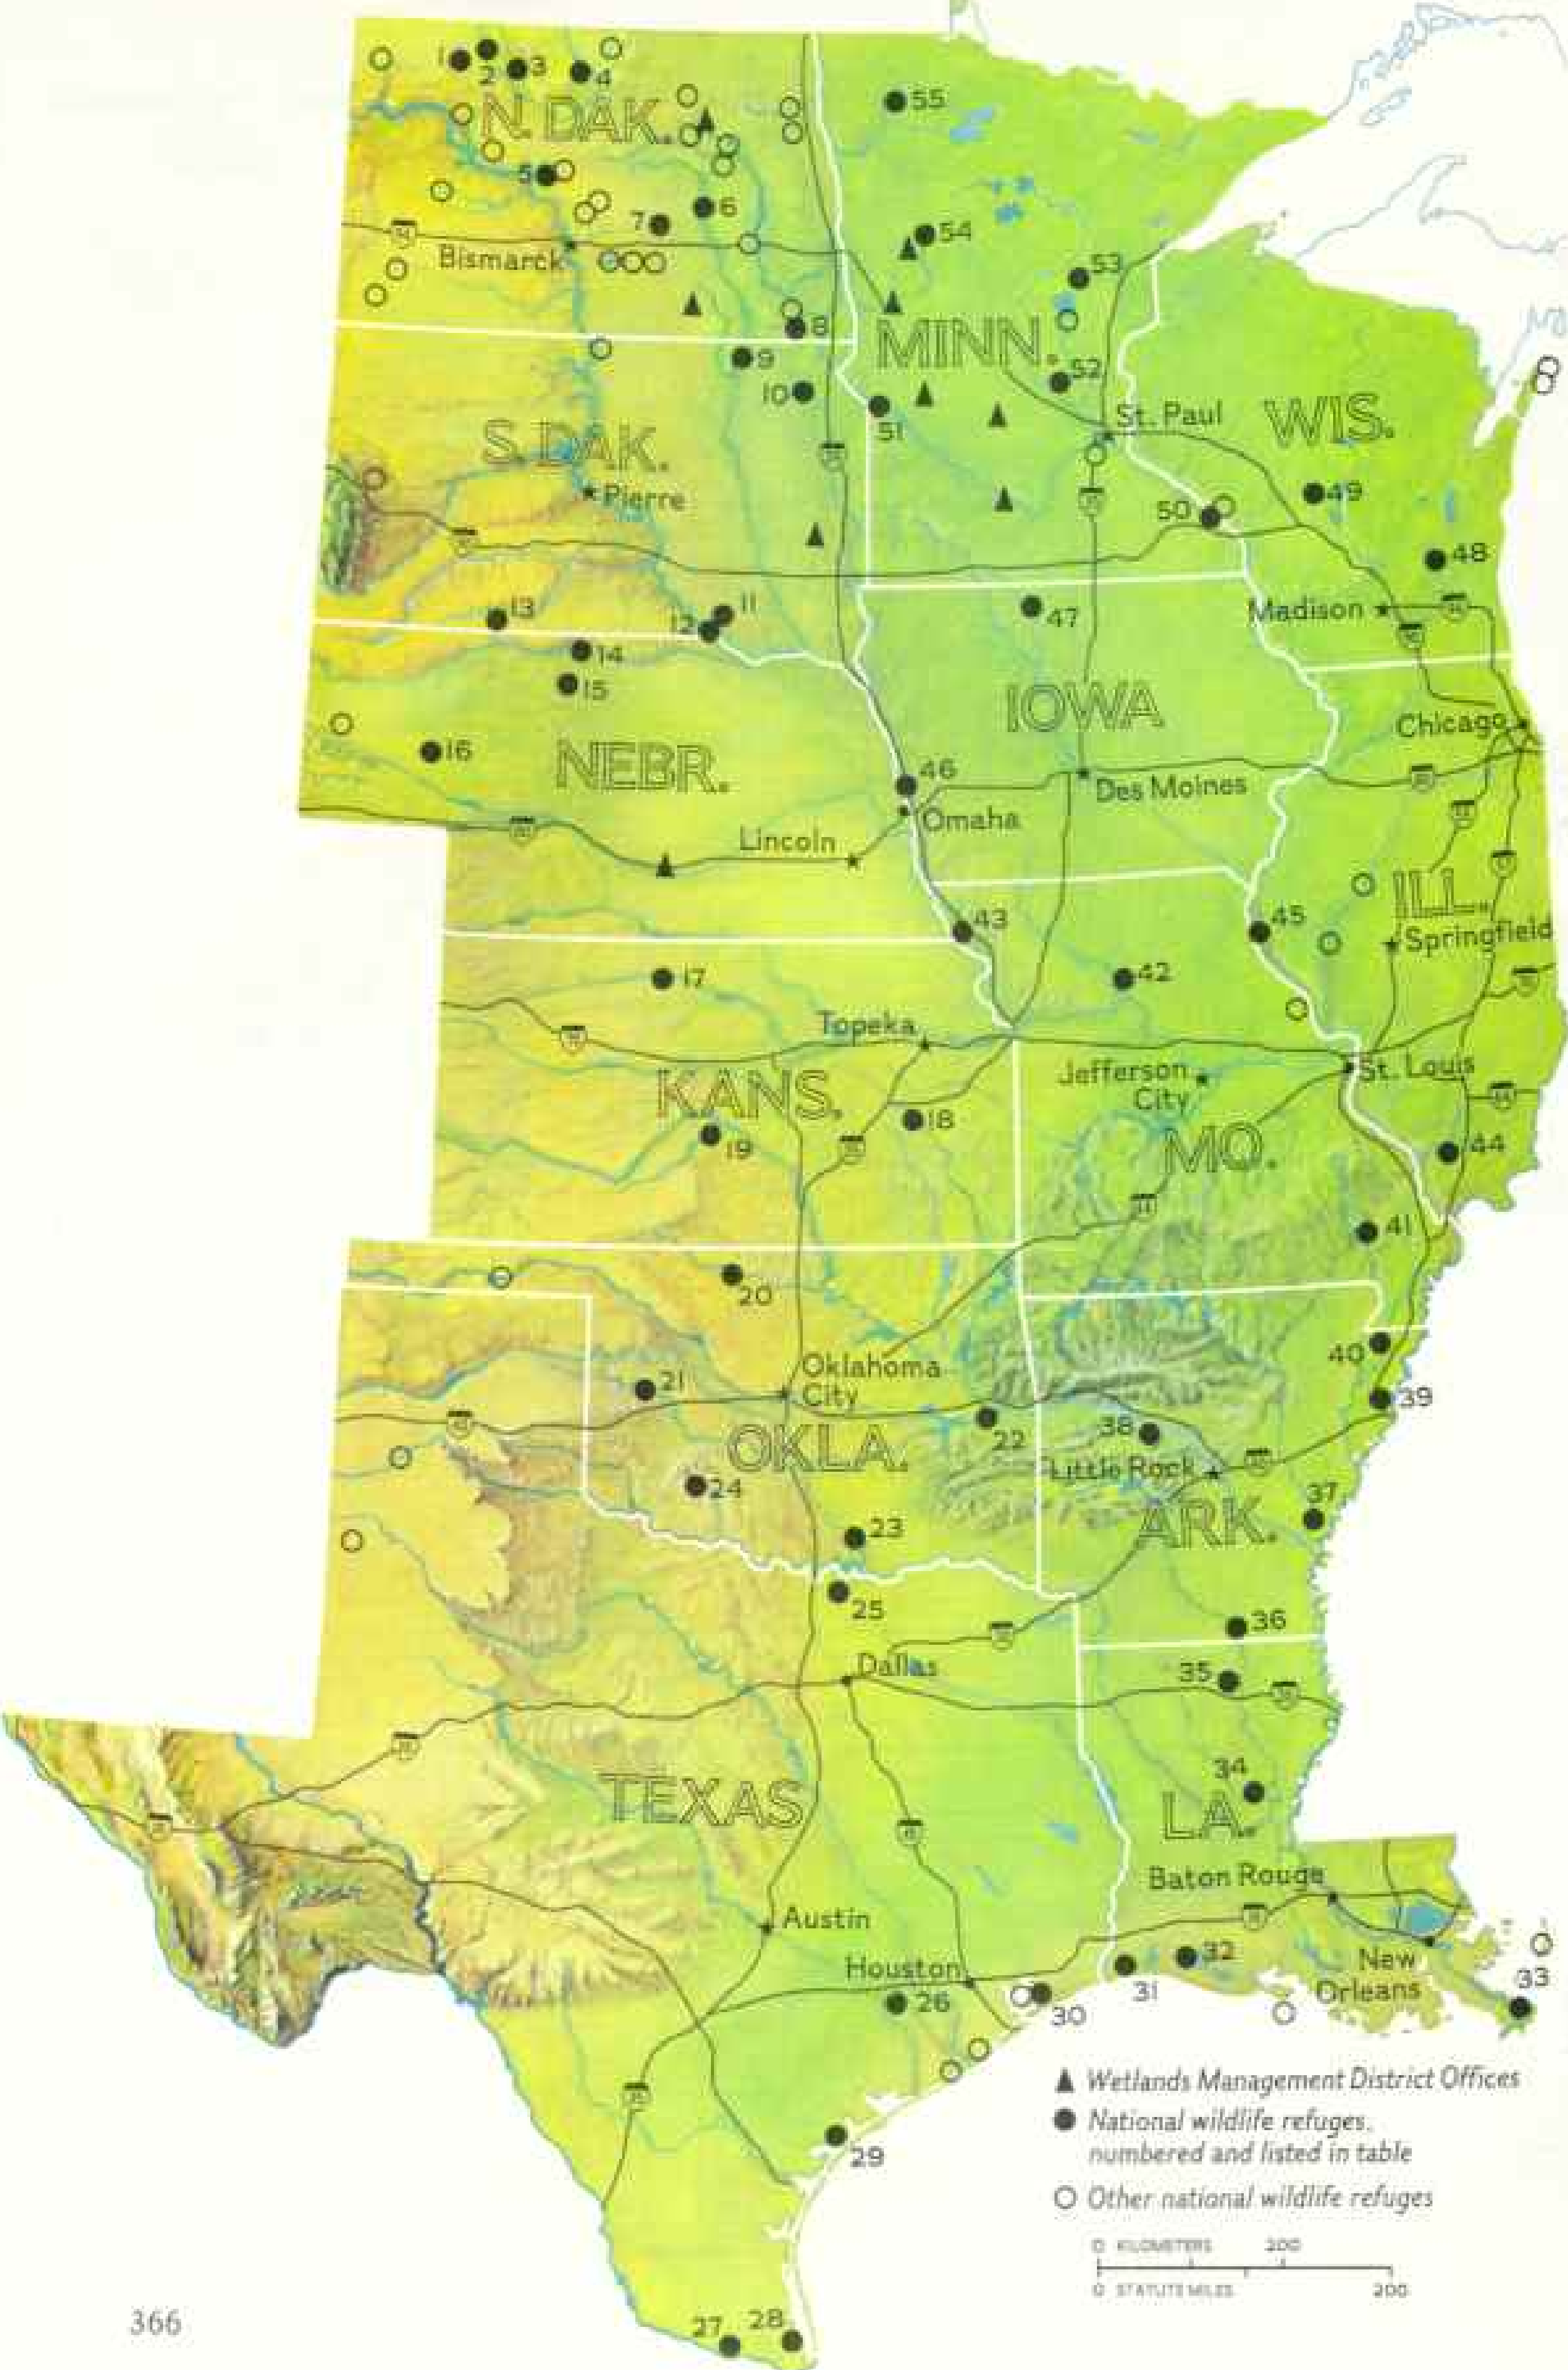 1
2
3
4
55
N. DAK.
5
7
6
54
94
Bismarck
53
8
MINN.
9
10
52
51
St. Paul
WIS.
S. DAK.
Pierre
49
50
48
13
11
12
47
Madison
14
15
IOWA
Chicago
16
NEBR.
46
Des Moines
Omaha
Lincoln
80
ILL.
43
45
Springfield
17
42
Topeka
70
Jefferson
City
St. Louis
KANS.
18
19
MO.
44
41
20
Oklahoma
City
40
21
39
OKLA.
22
38
Little Rock
24
37
23
ARK.
25
36
Dallas
35
TEXAS
34
LA.
Baton Rouge
Austin
Houston
32
New
Orleans
33
26
31
30
Wetlands Management District Offices
National wildlife refuges,
numbered and listed in table
29
Other national wildlife refuges
0 KILOMETERS 200
0 STATUTE MILES 200
366
27 28